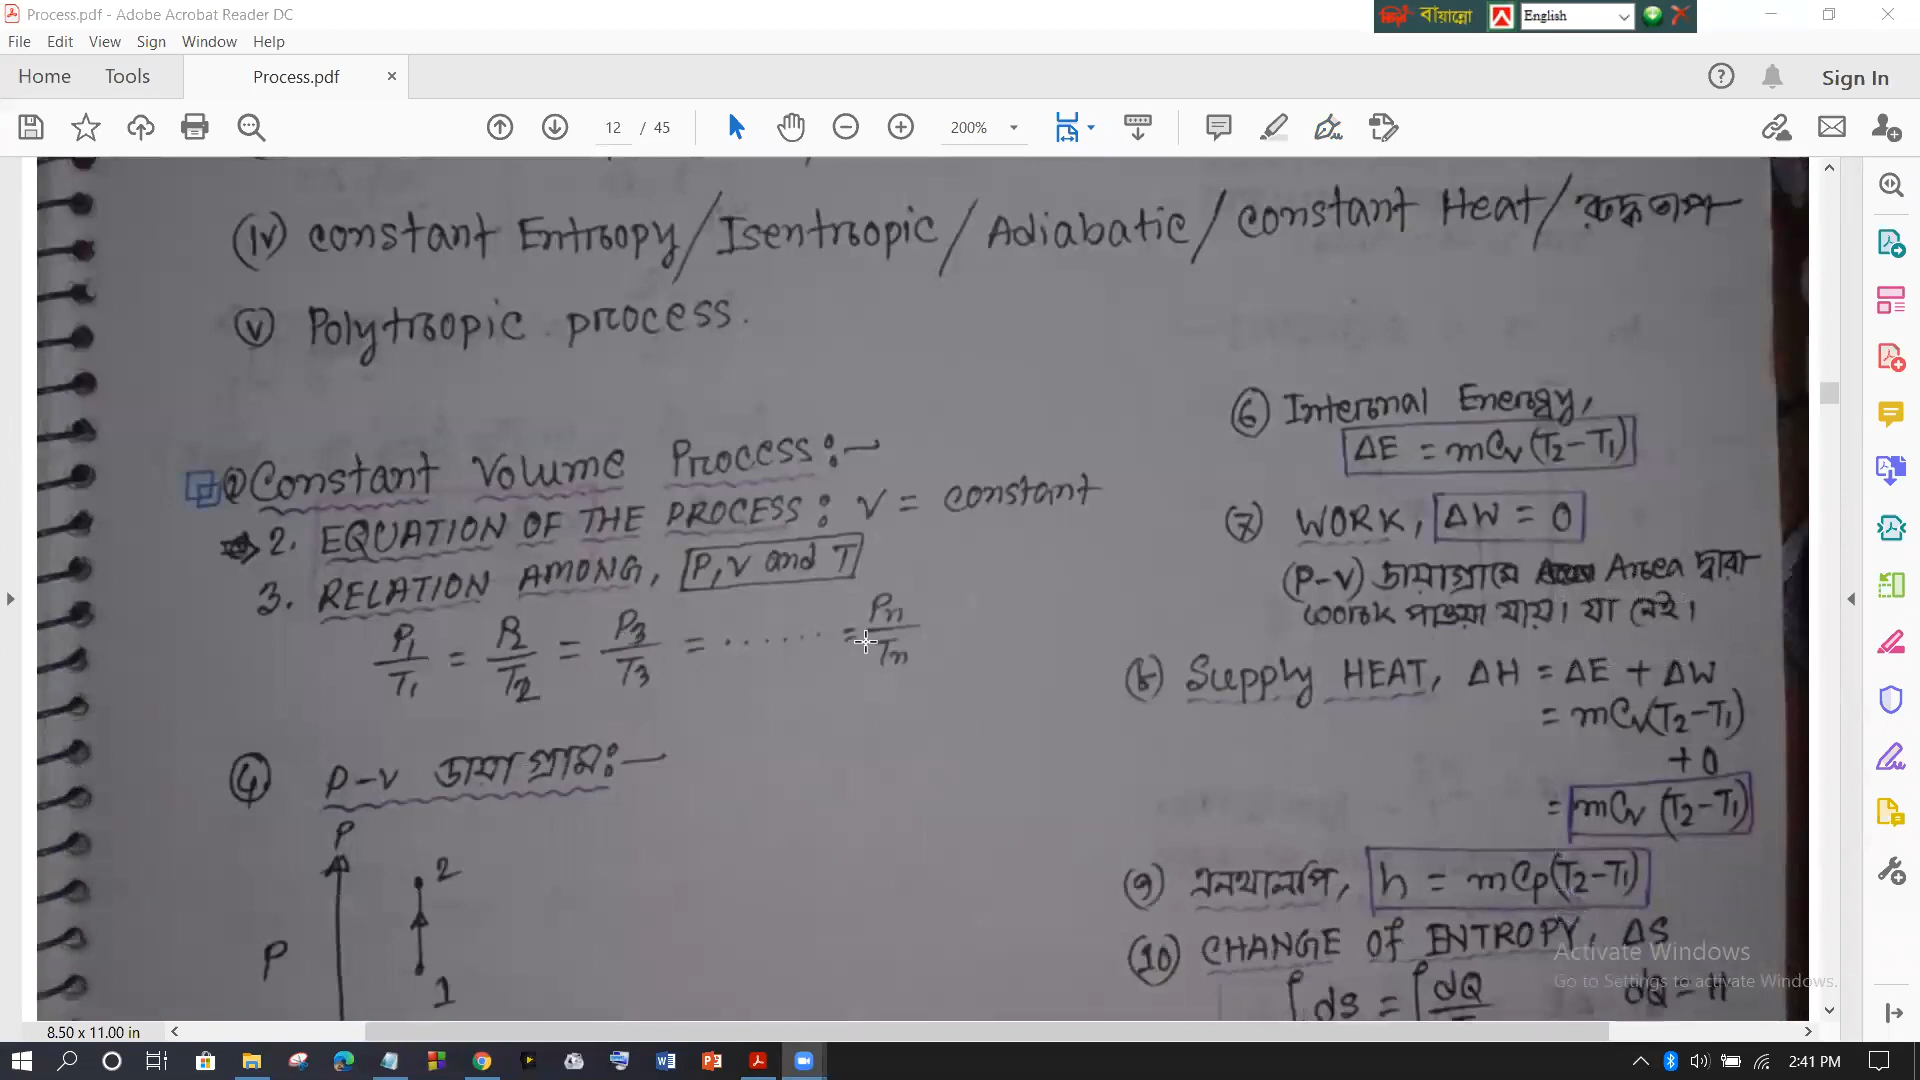 Process.pdf - Adobe Acrobat Reader DC
বায়ান্নো English
File Edit View Sign Window Help
Home Tools Process.pdf × Sign In
12 / 45 200%
(iv) constant Entropy/Isentropic/Adiabatic/constant Heat/রুদ্ধতাপ
(v) Polytropic process.
① Constant Volume Process:-
2. EQUATION OF THE PROCESS: V = constant
3. RELATION AMONG, P,V and T
P1/T1 = P2/T2 = P3/T3 = ...... = Pn/Tn
④ P-V ডায়াগ্রাম:-
P
2
P
1
⑥ Internal Energy,
ΔE = mCv(T2-T1)
⑦ WORK, ΔW = 0
(P-V) ডায়াগ্রামে Area দ্বারা
work পাওয়া যায়। যা নেই।
(8) Supply HEAT, ΔH = ΔE + ΔW
= mCv(T2-T1)
+0
= mCv (T2-T1)
(9) এনথালপি, h = mCp(T2-T1)
(10) CHANGE Of ENTROPY, ΔS
∫ds = ∫dQ
Activate Windows
Go to Settings to activate Windows.
8.50 x 11.00 in
2:41 PM